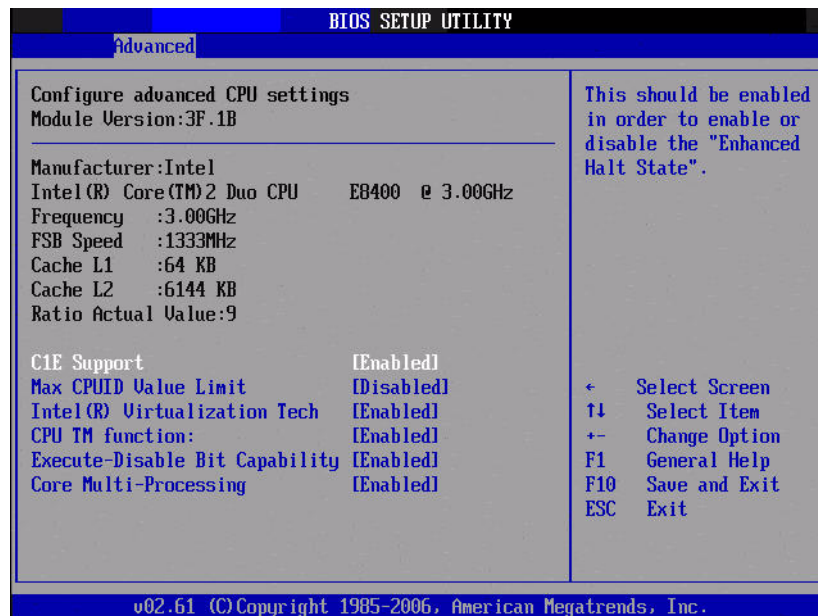 BIOS SETUP UTILITY
Advanced
Configure advanced CPU settings
Module Version:3F.1B
Manufacturer:Intel
Intel(R) Core(TM)2 Duo CPU E8400 @ 3.00GHz
Frequency :3.00GHz
FSB Speed :1333MHz
Cache L1 :64 KB
Cache L2 :6144 KB
Ratio Actual Value:9
C1E Support [Enabled]
Max CPUID Value Limit [Disabled]
Intel(R) Virtualization Tech [Enabled]
CPU TM function: [Enabled]
Execute-Disable Bit Capability [Enabled]
Core Multi-Processing [Enabled]
This should be enabled
in order to enable or
disable the "Enhanced
Halt State".
← Select Screen
↑↓ Select Item
+- Change Option
F1 General Help
F10 Save and Exit
ESC Exit
v02.61 (C)Copyright 1985-2006, American Megatrends, Inc.